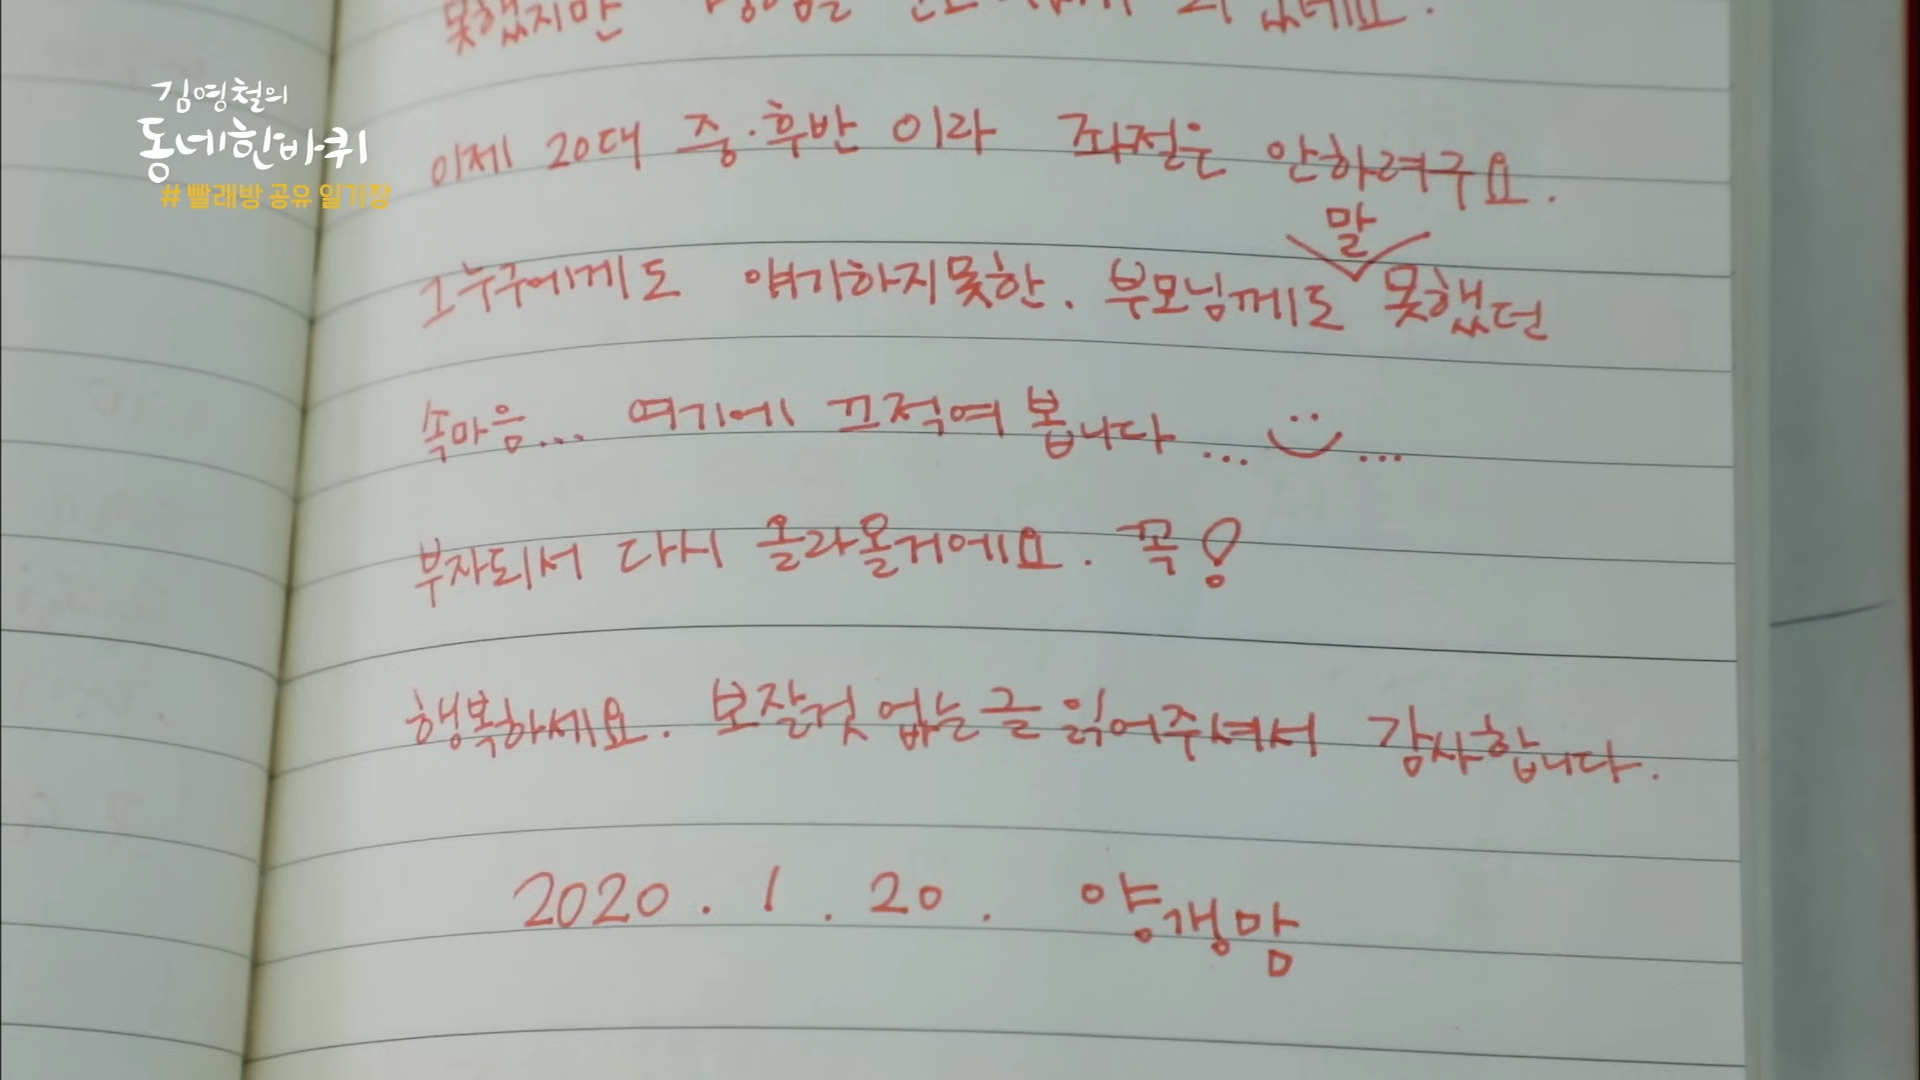 김영철의
동네한바퀴
# 빨래방 공유 일기장
못했지만
이제 20대 중·후반 이라 좌절은 안하려구요.
말
그누구에게도 얘기하지못한. 부모님께도 못했던
속마음... 여기에 끄적여 봅니다 ... ...
부자되서 다시 올라올거에요. 꼭!
행복하세요. 보잘것 없는 글 읽어주셔서 감사합니다.
2020. 1. 20. 양갱맘